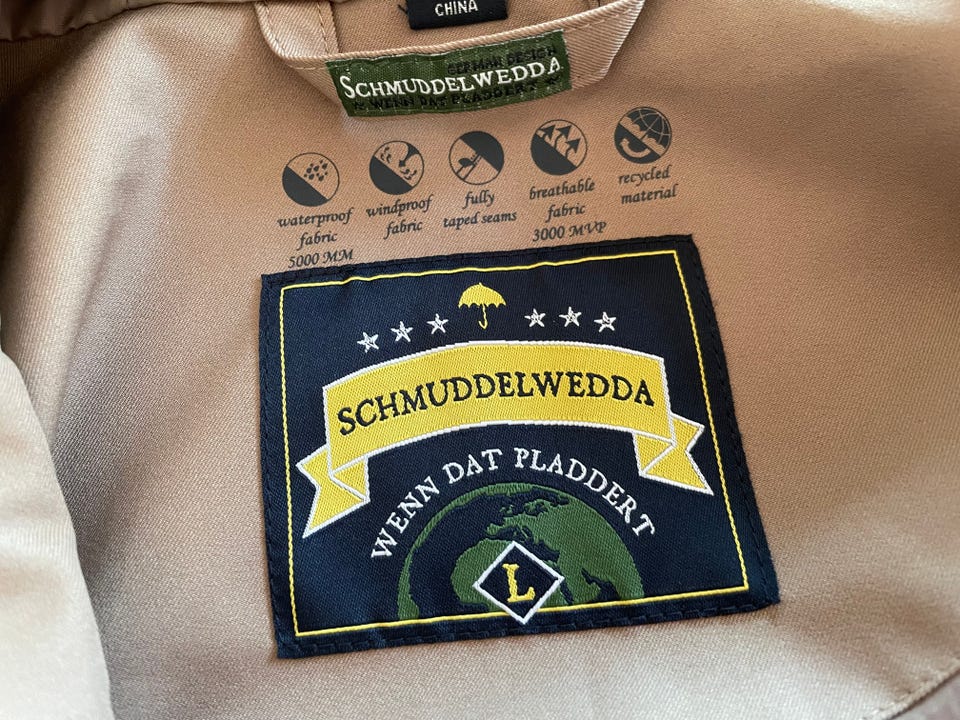 CHINA
GERMAN DESIGN
SCHMUDDELWEDDA
WENN DAT PLADDERT
waterproof
fabric
5000 MM
windproof
fabric
fully
taped seams
breathable
fabric
3000 MVP
recycled
material
SCHMUDDELWEDDA
WENN DAT PLADDERT
L